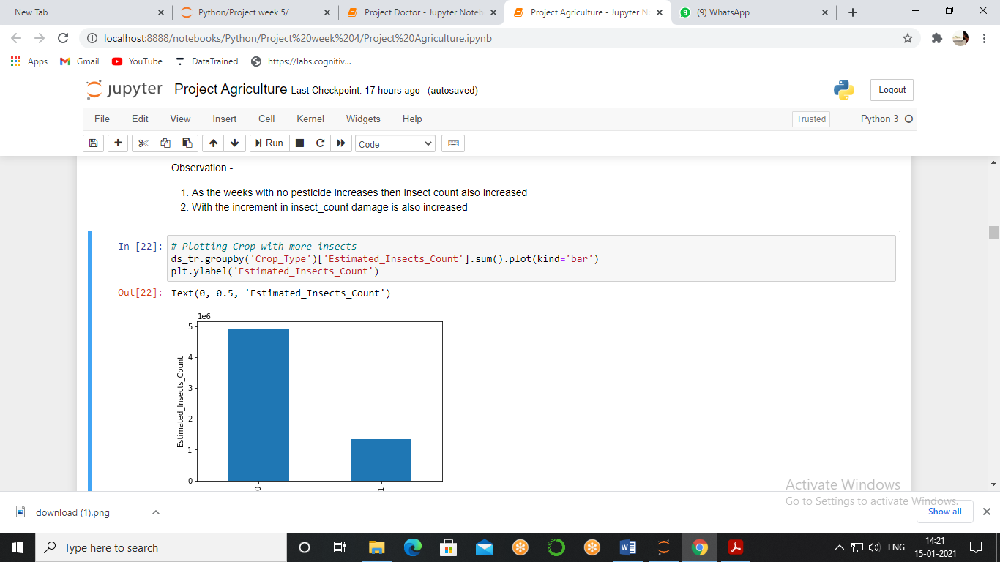 New Tab
Python/Project week 5/
Project Doctor - Jupyter Noteb
Project Agriculture - Jupyter N
9
(9) WhatsApp
localhost:8888/notebooks/Python/Project%20week%204/Project%20Agriculture.ipynb
Apps
Gmail
YouTube
DataTrained
https://labs.cognitiv...
jupyter
Project Agriculture Last Checkpoint: 17 hours ago (autosaved)
Logout
File Edit View Insert Cell Kernel Widgets Help
Trusted
Python 3
Run
Code
Observation -
1. As the weeks with no pesticide increases then insect count also increased
2. With the increment in insect_count damage is also increased
In [22]:
# Plotting Crop with more insects
ds_tr.groupby('Crop_Type')['Estimated_Insects_Count'].sum().plot(kind='bar')
plt.ylabel('Estimated_Insects_Count')
Out[22]: Text(0, 0.5, 'Estimated_Insects_Count')
1e6
5
4
3
2
1
0
Estimated_Insects_Count
0
1
Activate Windows
Go to Settings to activate Windows.
download (1).png
Show all
Type here to search
ENG
14:21
15-01-2021